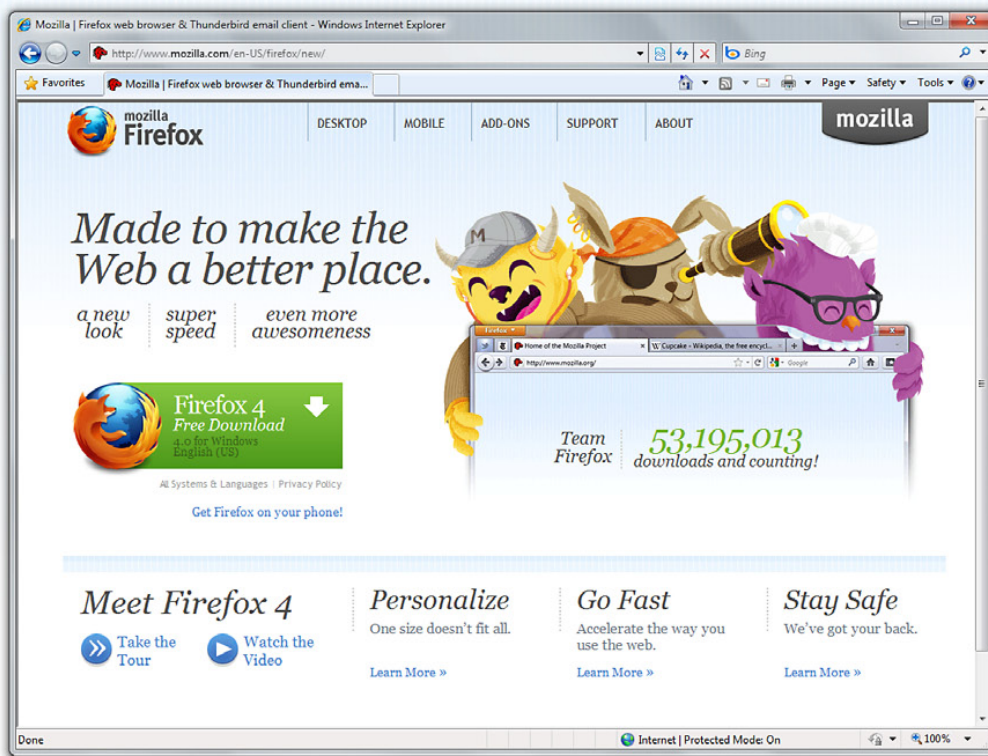 Mozilla | Firefox web browser & Thunderbird email client - Windows Internet Explorer
http://www.mozilla.com/en-US/firefox/new/
Bing
Favorites
Mozilla | Firefox web browser & Thunderbird ema...
Page
Safety
Tools
mozilla
Firefox
DESKTOP
MOBILE
ADD-ONS
SUPPORT
ABOUT
mozilla
Made to make the
Web a better place.
a new
look
super
speed
even more
awesomeness
M
Firefox
Home of the Mozilla Project
W Cupcake - Wikipedia, the free encycl...
http://www.mozilla.org/
Google
Team
Firefox
53,195,013
downloads and counting!
Firefox 4
Free Download
4.0 for Windows
English (US)
All Systems & Languages | Privacy Policy
Get Firefox on your phone!
Meet Firefox 4
Take the
Tour
Watch the
Video
Personalize
One size doesn't fit all.
Learn More »
Go Fast
Accelerate the way you
use the web.
Learn More »
Stay Safe
We've got your back.
Learn More »
Done
Internet | Protected Mode: On
100%